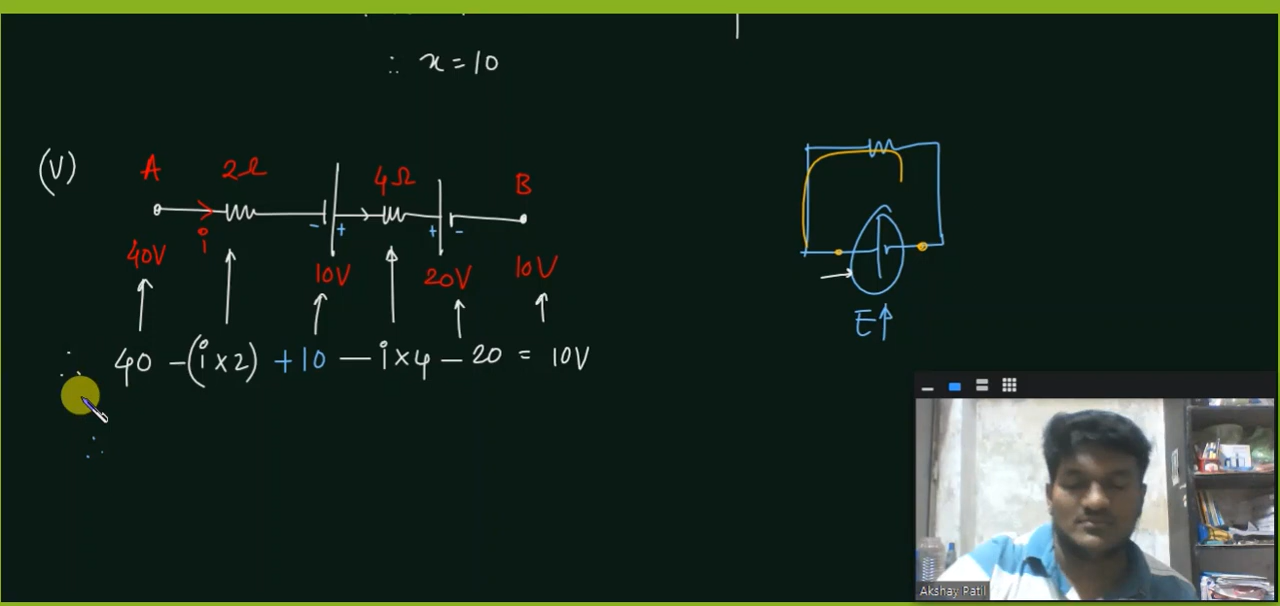 ∴ x = 10
(V)
A 2Ω 4Ω B
- + + -
i
40V 10V 20V 10V
E↑
∴ 40 - (i x 2) + 10 - i x 4 - 20 = 10V
∴
Akshay Patil